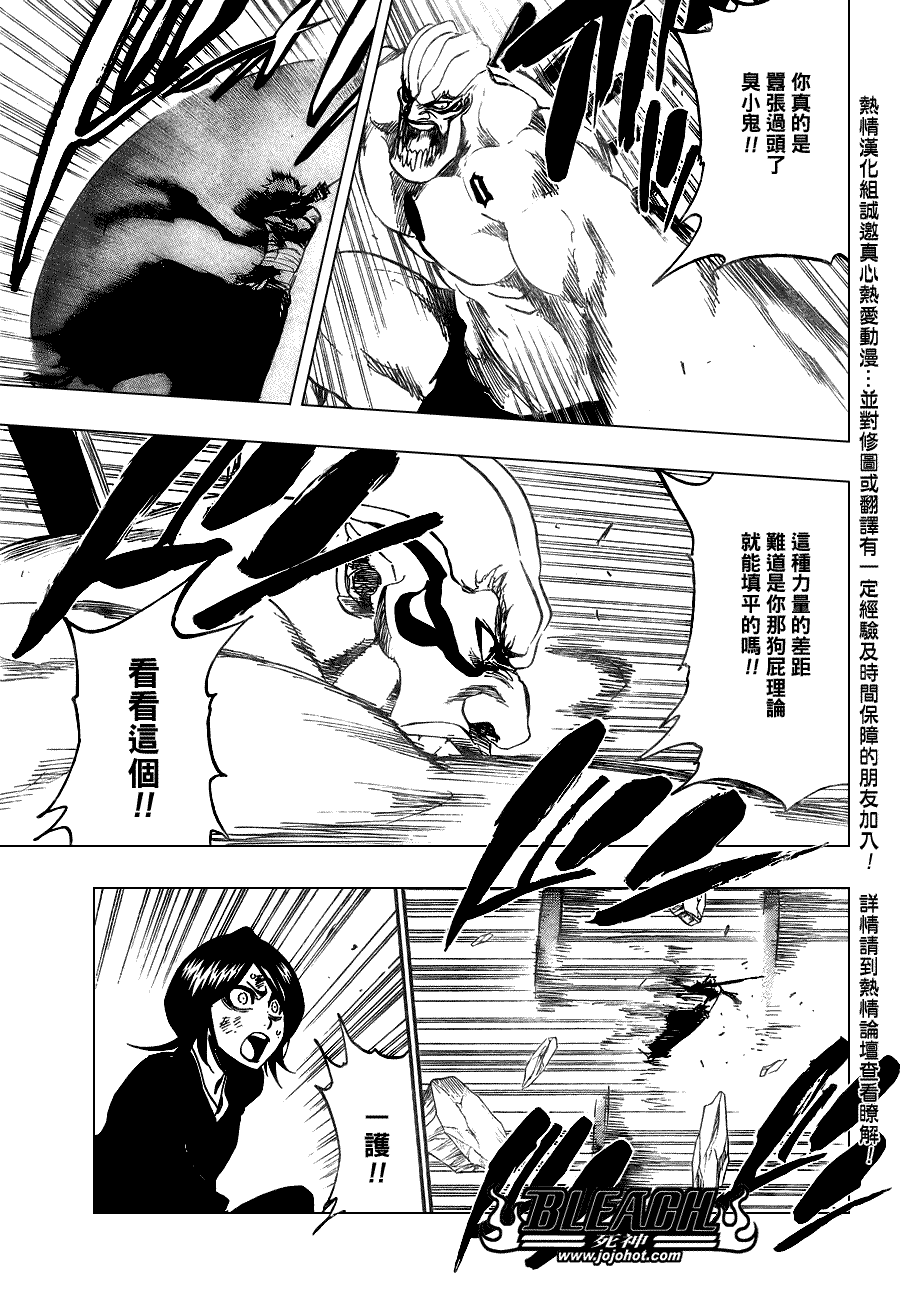 你真的是
囂張過頭了
臭小鬼!!
這種力量的差距
難道是你那狗屁理論
就能填平的嗎!!
看看這個!!
一護!!
熱情漢化組誠邀真心熱愛動漫…並對修圖或翻譯有一定經驗及時間保障的朋友加入! 詳情請到熱情論壇查看瞭解!
BLEACH
死神
www.jojohot.com